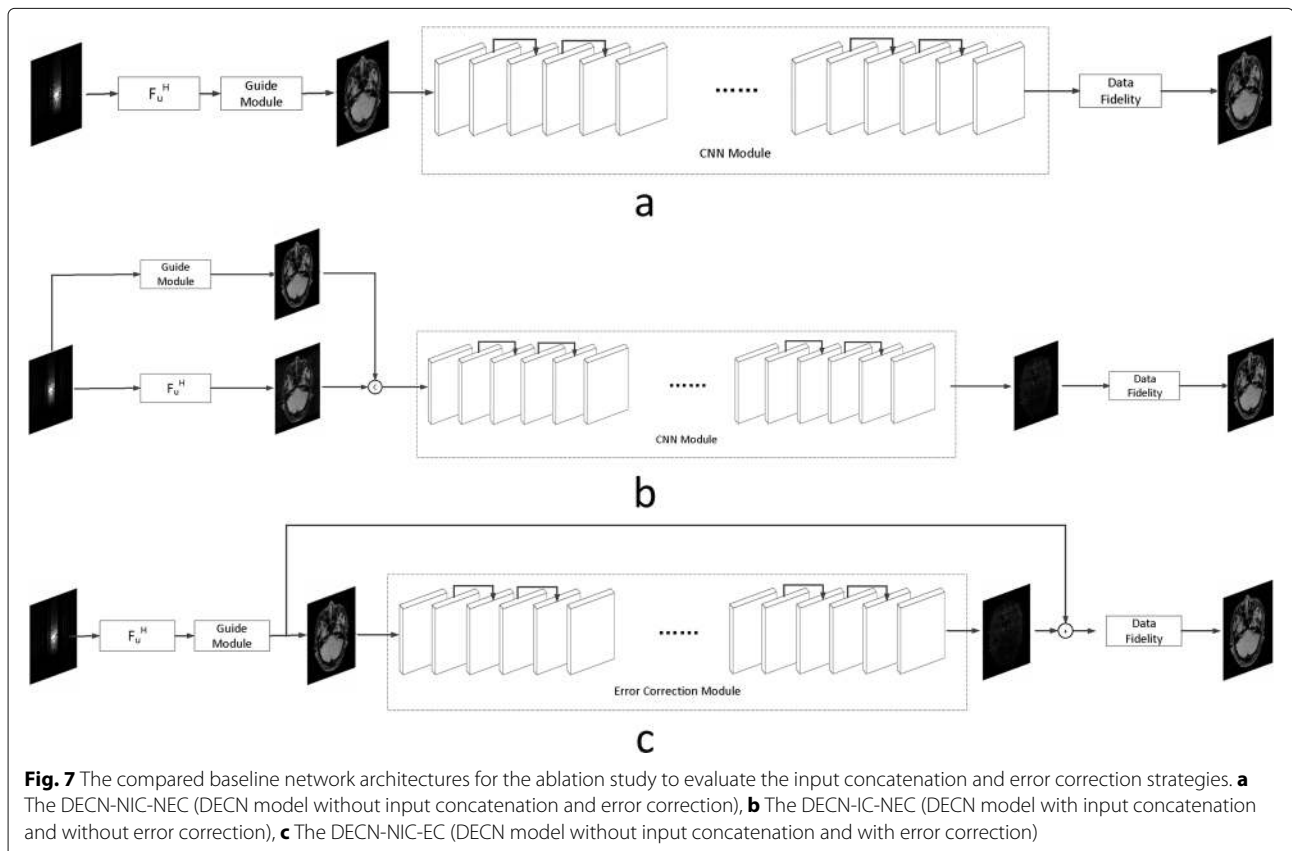 F_u^H
Guide
Module
......
CNN Module
Data
Fidelity
a
Guide
Module
F_u^H
c
......
CNN Module
Data
Fidelity
b
F_u^H
Guide
Module
......
Error Correction Module
+
Data
Fidelity
c
Fig. 7 The compared baseline network architectures for the ablation study to evaluate the input concatenation and error correction strategies. a
The DECN-NIC-NEC (DECN model without input concatenation and error correction), b The DECN-IC-NEC (DECN model with input concatenation
and without error correction), c The DECN-NIC-EC (DECN model without input concatenation and with error correction)